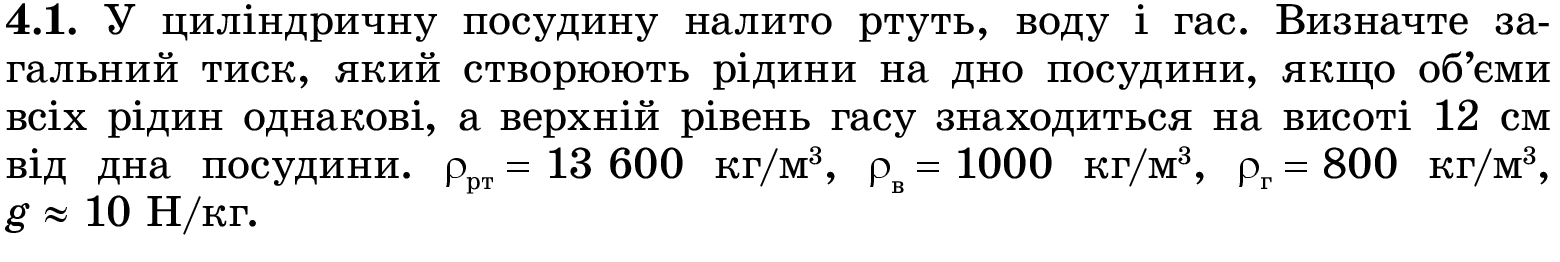 4.1. У циліндричну посудину налито ртуть, воду і гас. Визначте за-
гальний тиск, який створюють рідини на дно посудини, якщо об’єми
всіх рідин однакові, а верхній рівень гасу знаходиться на висоті 12 см
від дна посудини. ρрт = 13 600 кг/м³, ρв = 1000 кг/м³, ρг = 800 кг/м³,
g ≈ 10 Н/кг.